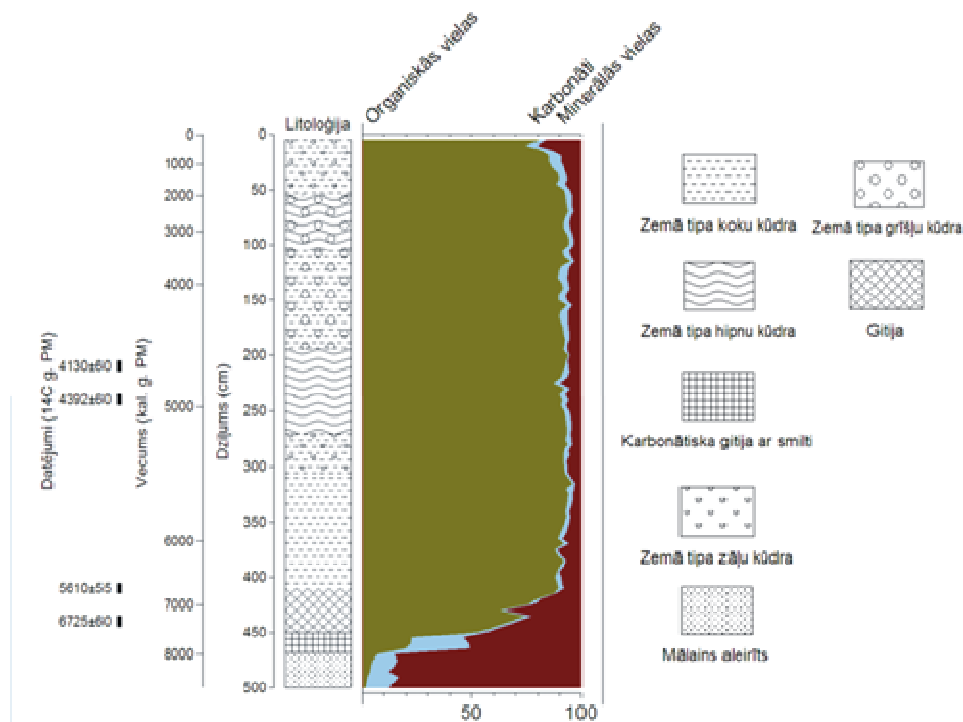 Organiskās vielas
Karbonāti
Minerālās vielas
Litoloģija
Datējumi (14C g. PM)
4130±60
4392±60
5610±55
6725±60
Vecums (kal. g. PM)
0
1000
2000
3000
4000
5000
6000
7000
8000
Dziļums (cm)
0
50
100
150
200
250
300
350
400
450
500
50
100
Zemā tipa koku kūdra
Zemā tipa grīšļu kūdra
Zemā tipa hipnu kūdra
Gitija
Karbonātiska gitija ar smilti
Zemā tipa zāļu kūdra
Mālains aleirīts